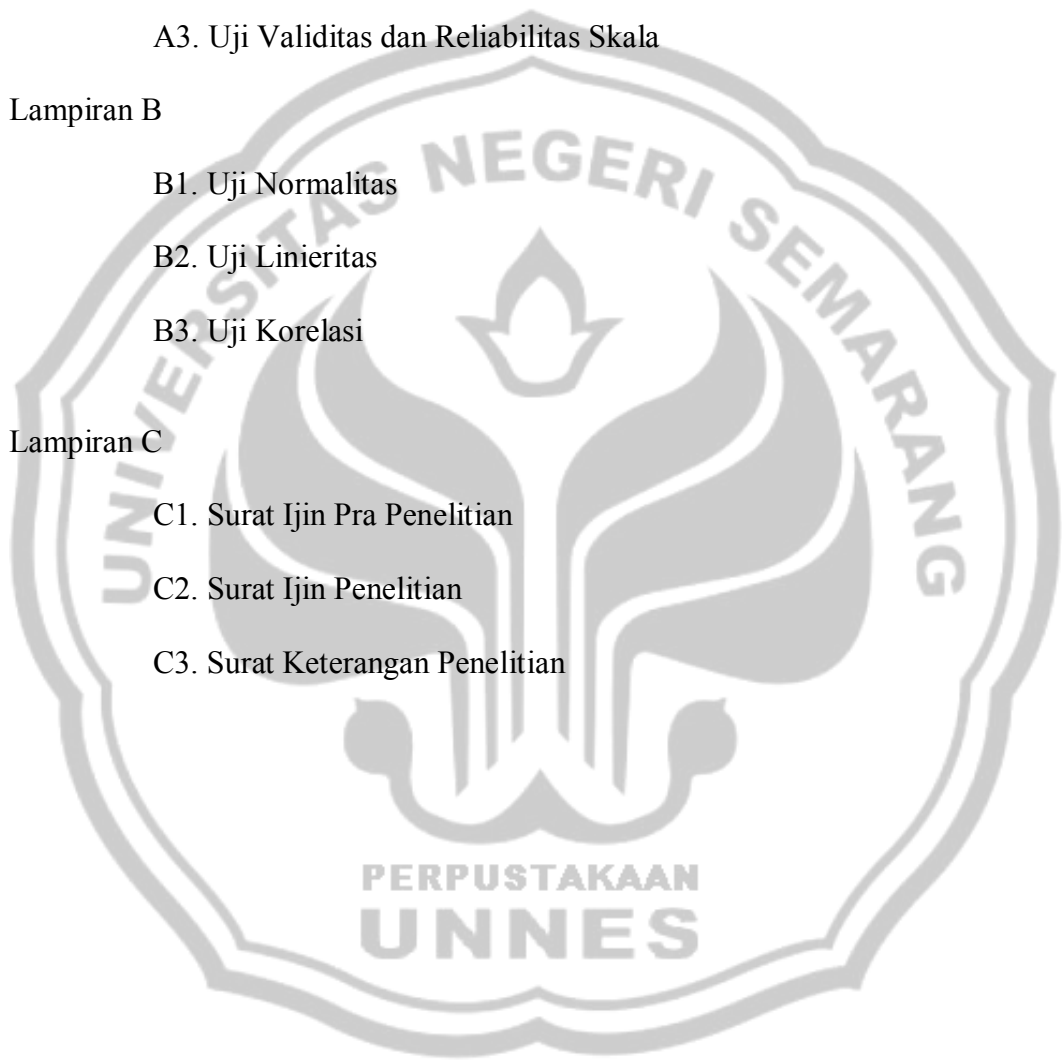 A3. Uji Validitas dan Reliabilitas Skala
Lampiran B
B1. Uji Normalitas
B2. Uji Linieritas
B3. Uji Korelasi
Lampiran C
C1. Surat Ijin Pra Penelitian
C2. Surat Ijin Penelitian
C3. Surat Keterangan Penelitian
UNIVERSITAS NEGERI SEMARANG
PERPUSTAKAAN
UNNES